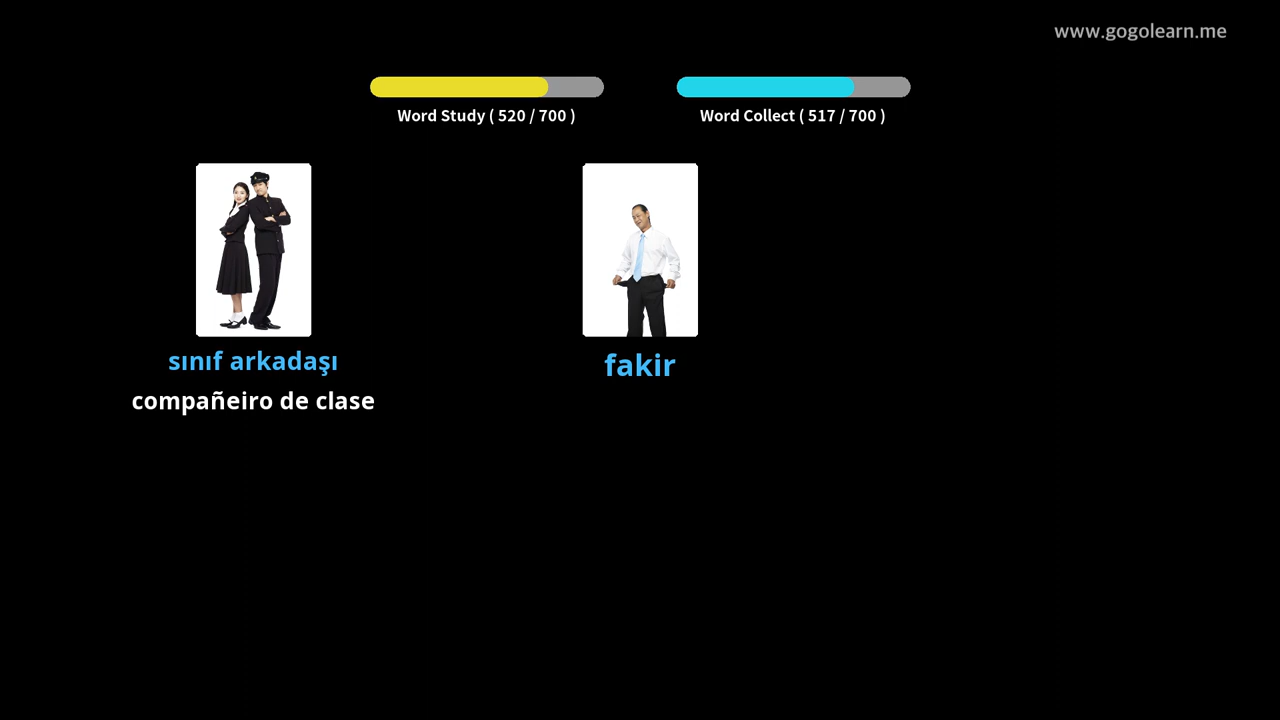 www.gogolearn.me
Word Study ( 520 / 700 )
Word Collect ( 517 / 700 )
sınıf arkadaşı
compañeiro de clase
fakir